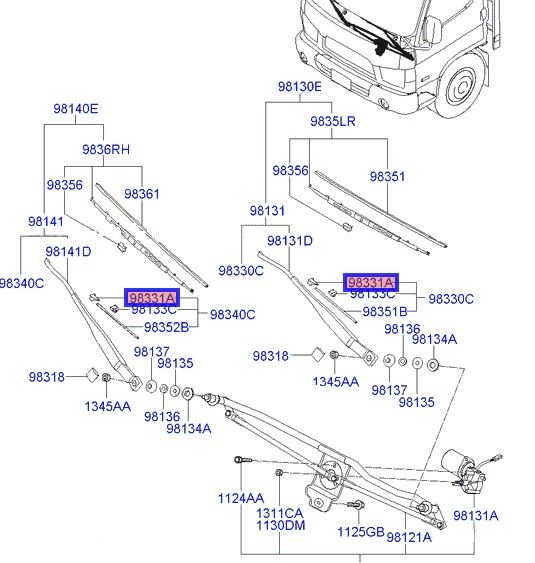 98130E
98140E
9835LR
9836RH
98356
98351
98356
98361
98131
98141
98131D
98141D
98330C
98340C
98331A
98133C
98330C
98351B
98331A
98133C
98340C
98352B
98136
98134A
98137
98135
98318
98318
1345AA
98137
98135
1345AA
98136
98134A
1124AA
1311CA
1130DM
1125GB
98121A
98131A